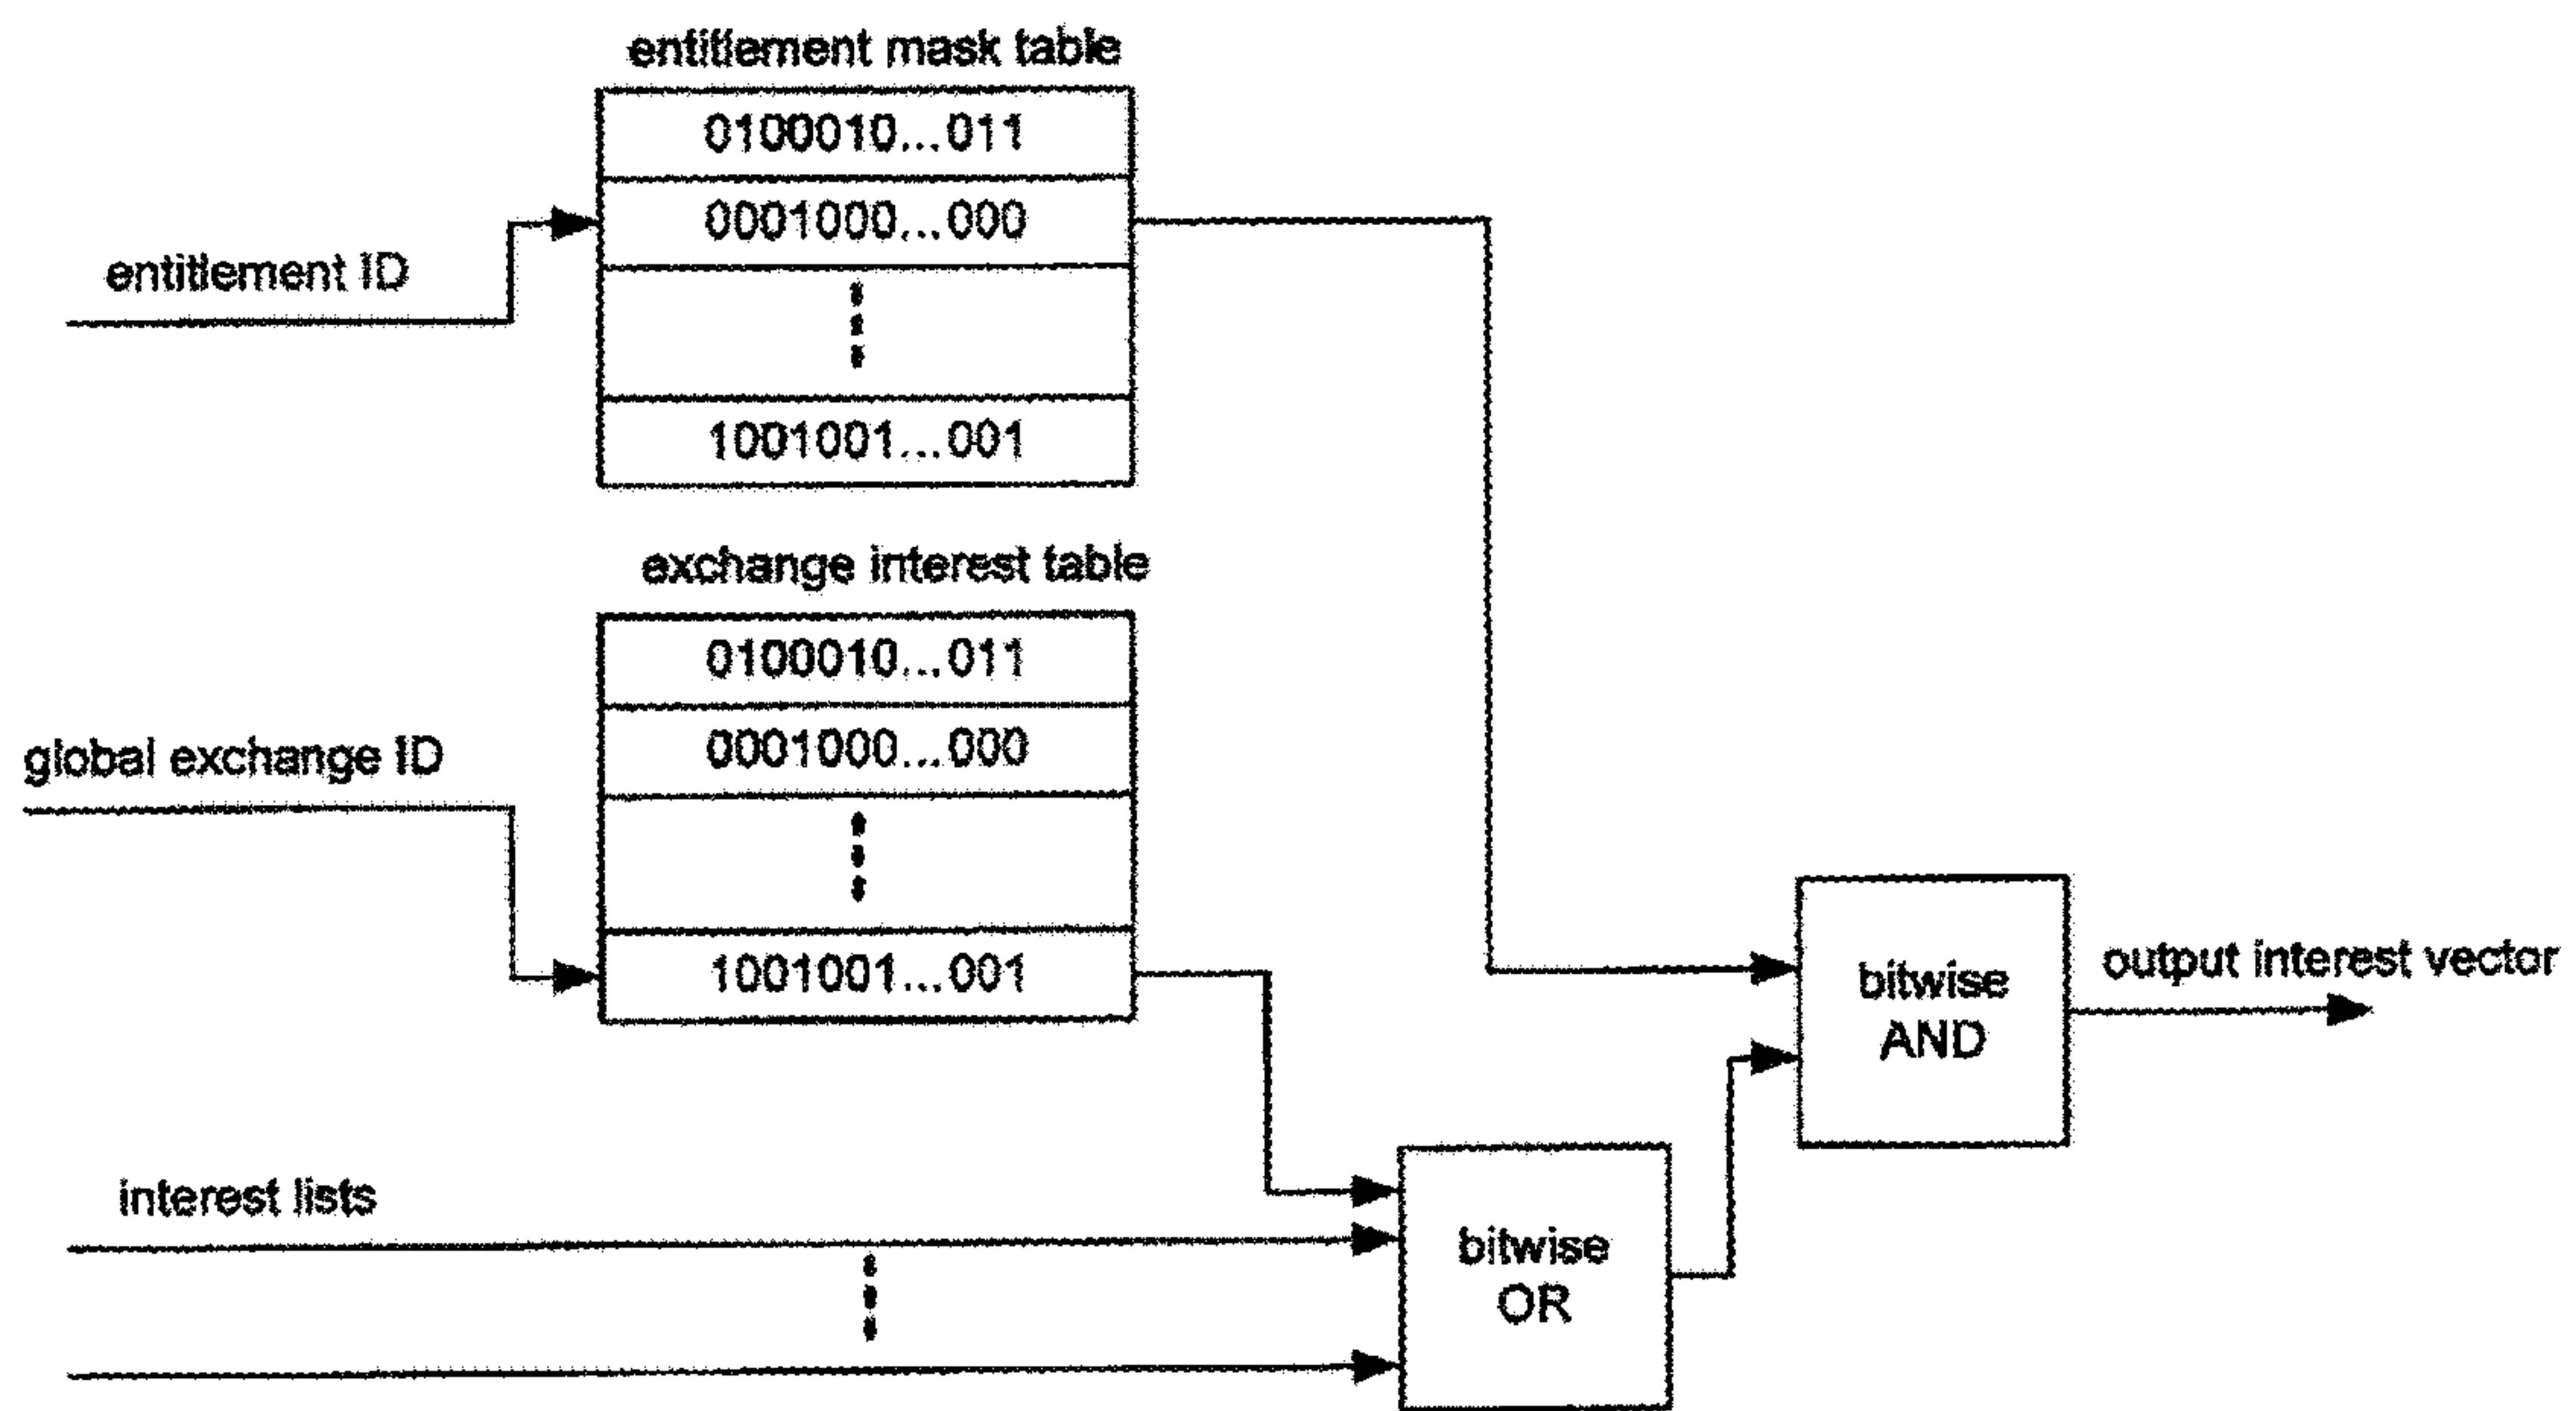 entitlement mask table
0100010...011
0001000...000
entitlement ID
1001001...001
exchange interest table
0100010...011
0001000...000
global exchange ID
1001001...001
output interest vector
bitwise
AND
interest lists
bitwise
OR